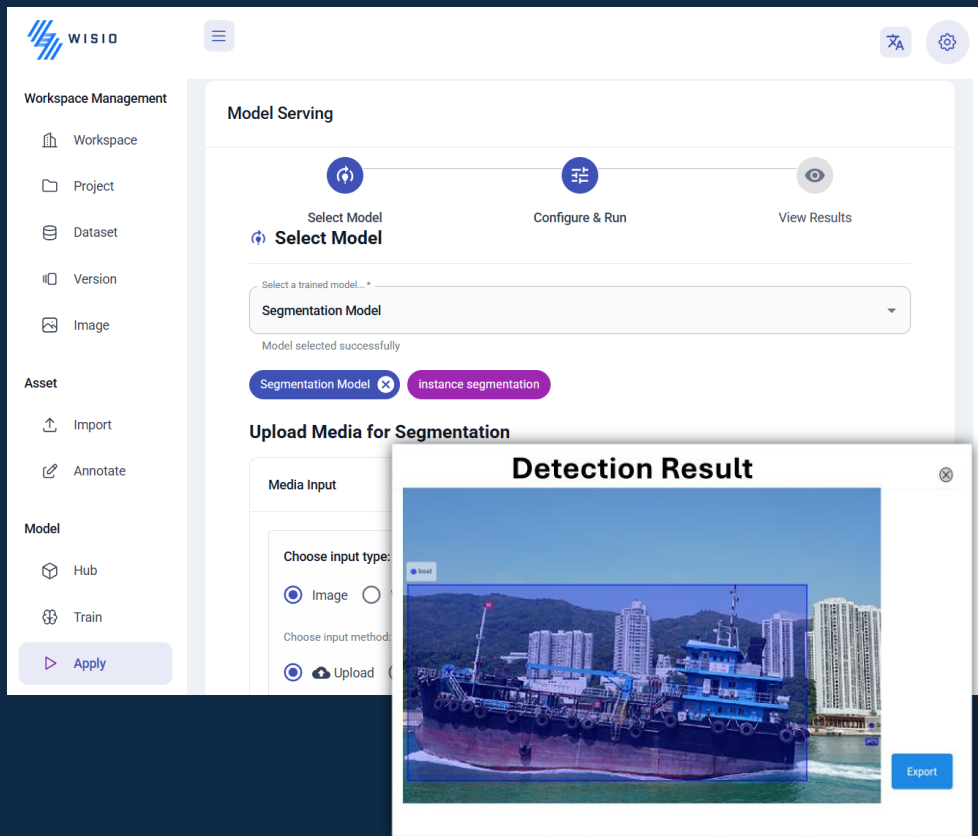 WISIO
Workspace Management
Workspace
Project
Dataset
Version
Image
Asset
Import
Annotate
Model
Hub
Train
Apply
Model Serving
Select Model
Configure & Run
View Results
Select Model
Select a trained model... *
Segmentation Model
Model selected successfully
Segmentation Model
instance segmentation
Upload Media for Segmentation
Media Input
Choose input type:
Image
Choose input method:
Upload
Detection Result
Export